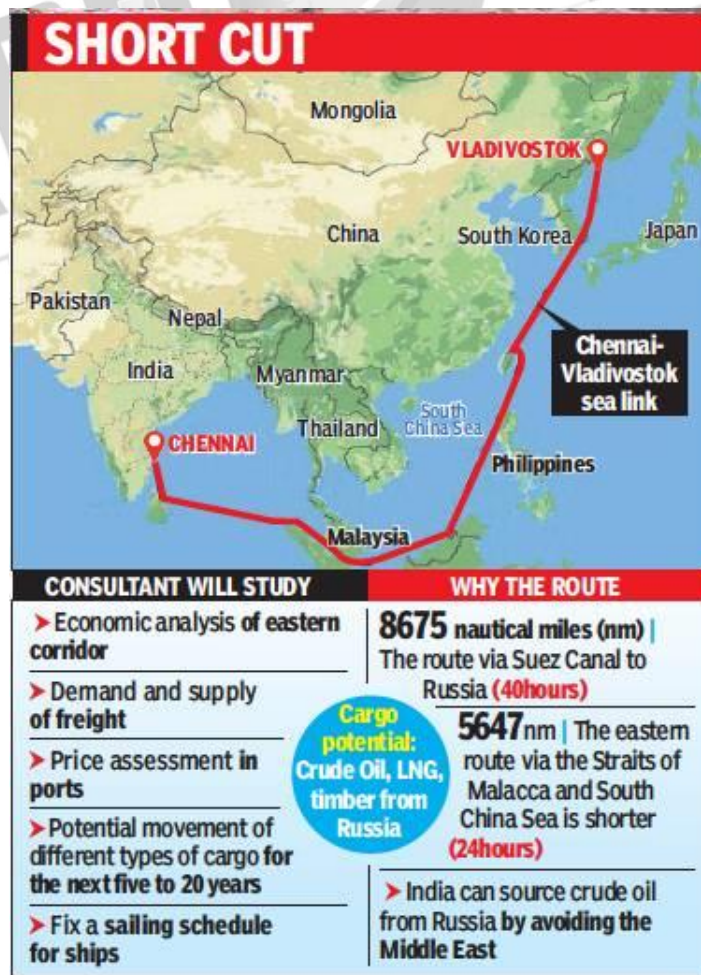 SHORT CUT
Mongolia
VLADIVOSTOK
China
South Korea
Japan
Pakistan
Nepal
India
Myanmar
Chennai-
Vladivostok
sea link
Thailand
South
China Sea
CHENNAI
Philippines
Malaysia
CONSULTANT WILL STUDY
➤ Economic analysis of eastern
corridor
➤ Demand and supply
of freight
➤ Price assessment in
ports
➤ Potential movement of
different types of cargo for
the next five to 20 years
➤ Fix a sailing schedule
for ships
Cargo
potential:
Crude Oil, LNG,
timber from
Russia
WHY THE ROUTE
8675 nautical miles (nm) |
The route via Suez Canal to
Russia (40hours)
5647nm | The eastern
route via the Straits of
Malacca and South
China Sea is shorter
(24hours)
➤ India can source crude oil
from Russia by avoiding the
Middle East